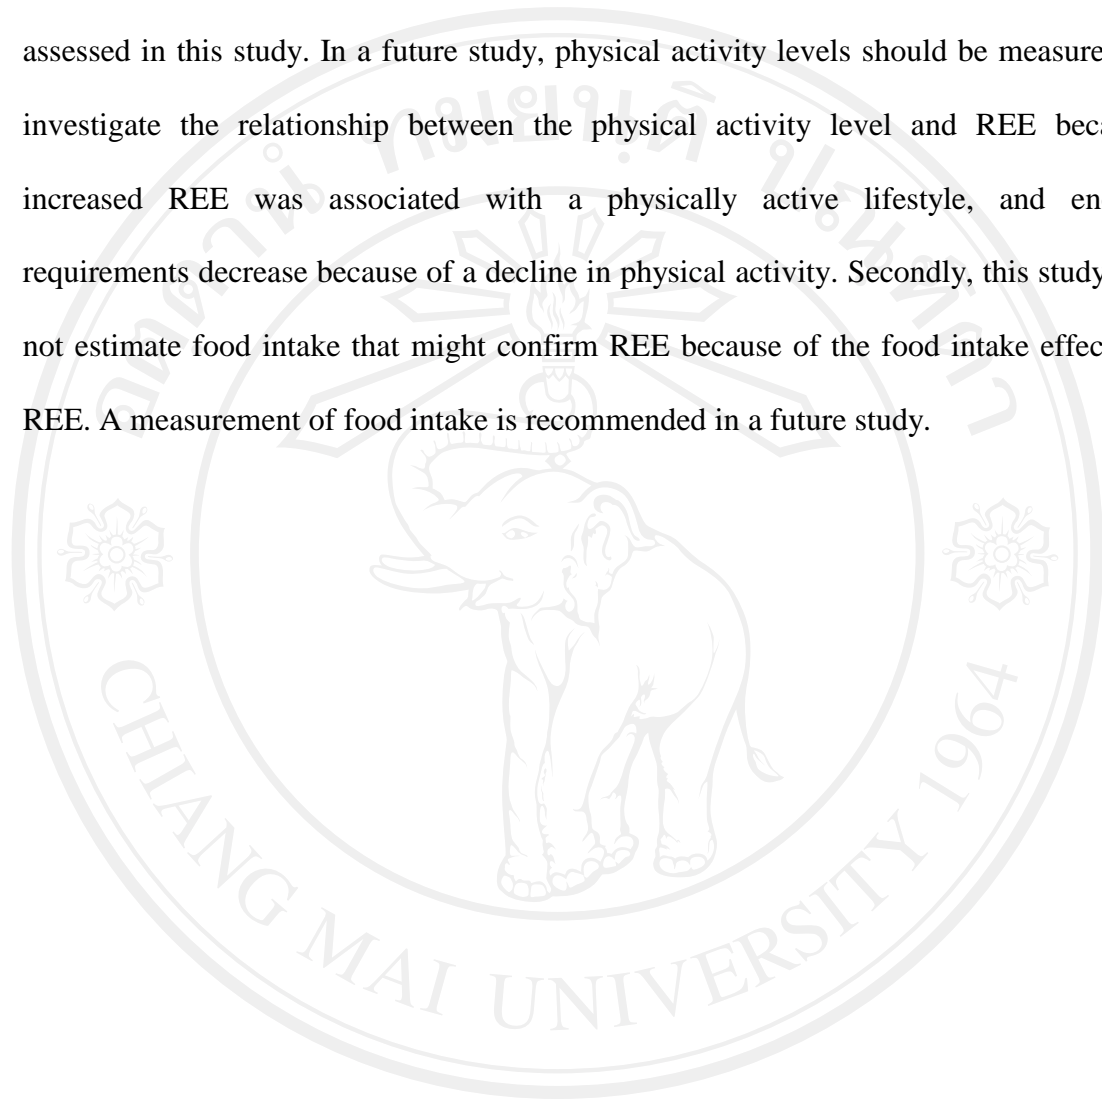 assessed in this study. In a future study, physical activity levels should be measure
investigate the relationship between the physical activity level and REE beca
increased REE was associated with a physically active lifestyle, and en
requirements decrease because of a decline in physical activity. Secondly, this study
not estimate food intake that might confirm REE because of the food intake effec
REE. A measurement of food intake is recommended in a future study.
CHIANG MAI UNIVERSITY 1964